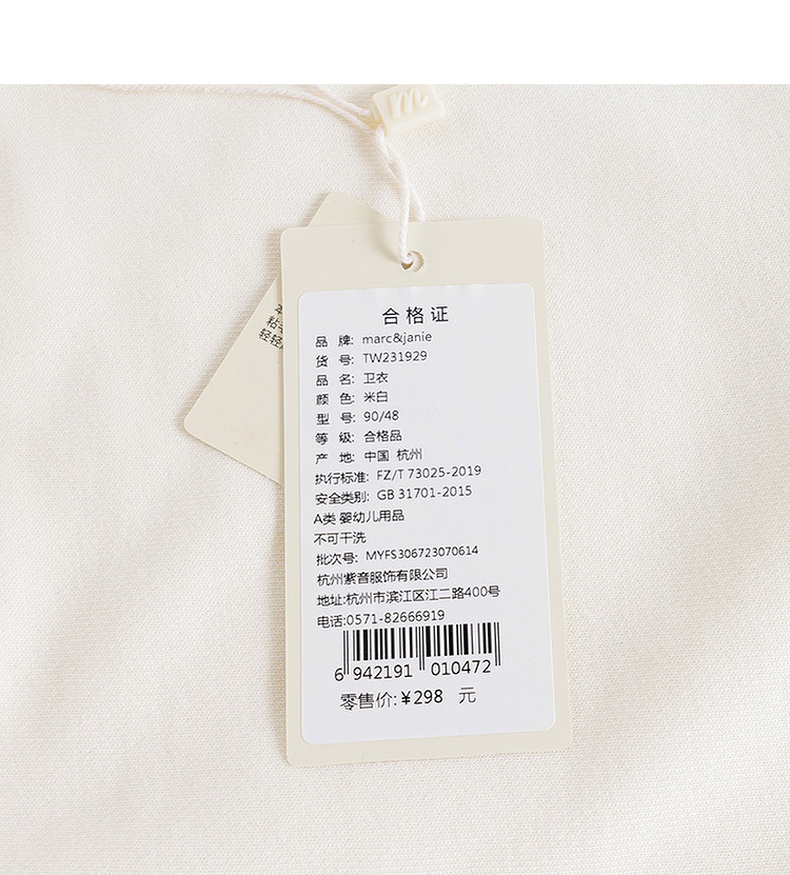 m
合格证
品 牌: marc&janie
货 号: TW231929
品 名: 卫衣
颜 色: 米白
型 号: 90/48
等 级: 合格品
产 地: 中国 杭州
执行标准: FZ/T 73025-2019
安全类别: GB 31701-2015
A类 婴幼儿用品
不可干洗
批次号: MYFS306723070614
杭州紫音服饰有限公司
地址:杭州市滨江区江二路400号
电话:0571-82666919
6 942191 010472
零售价:¥298 元
粘
轻轻